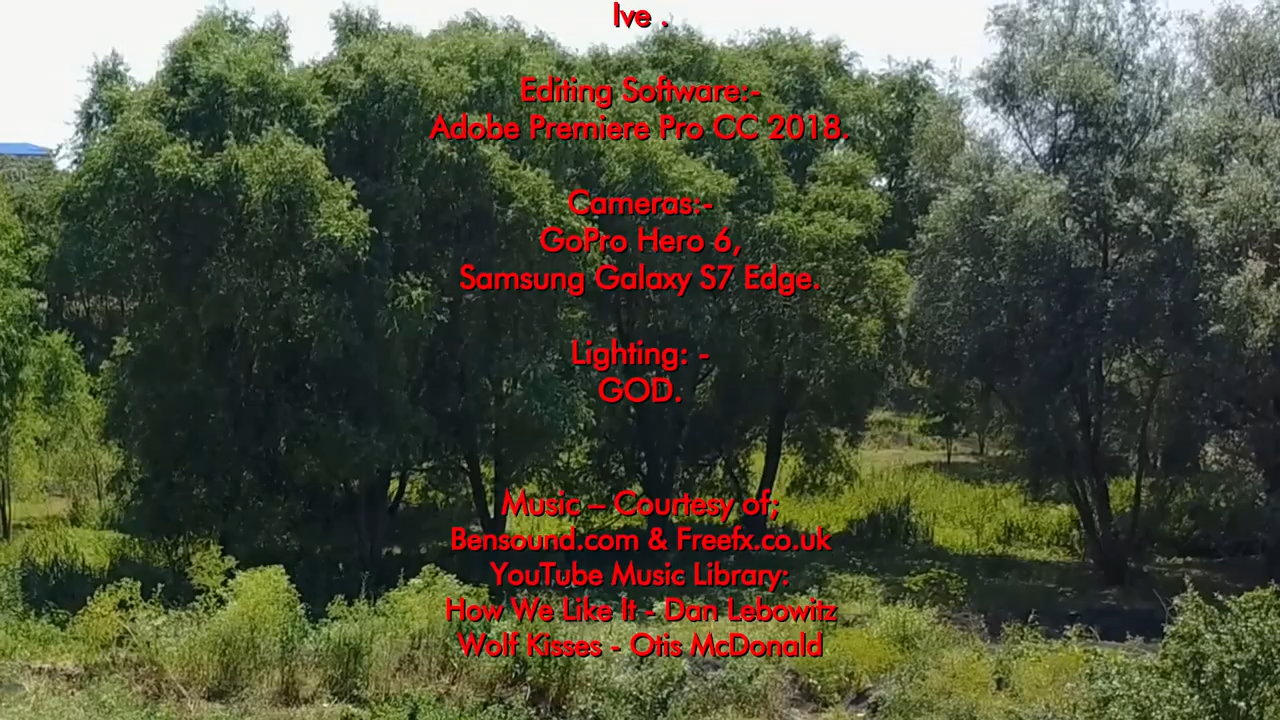 Ive .
Editing Software:-
Adobe Premiere Pro CC 2018.
Cameras:-
GoPro Hero 6,
Samsung Galaxy S7 Edge.
Lighting: -
GOD.
Music – Courtesy of;
Bensound.com & Freefx.co.uk
YouTube Music Library:
How We Like It - Dan Lebowitz
Wolf Kisses - Otis McDonald